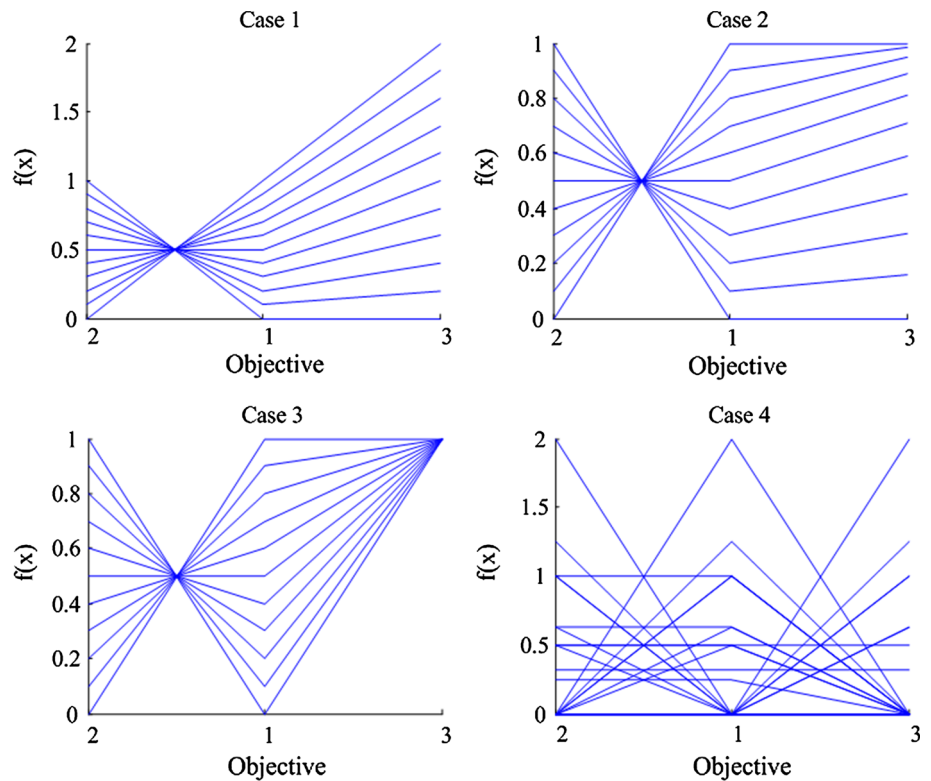 Case 1
2
1.5
1
0.5
0
f(x)
2 1 3
Objective
Case 2
1
0.8
0.6
0.4
0.2
0
f(x)
2 1 3
Objective
Case 3
1
0.8
0.6
0.4
0.2
0
f(x)
2 1 3
Objective
Case 4
2
1.5
1
0.5
0
f(x)
2 1 3
Objective